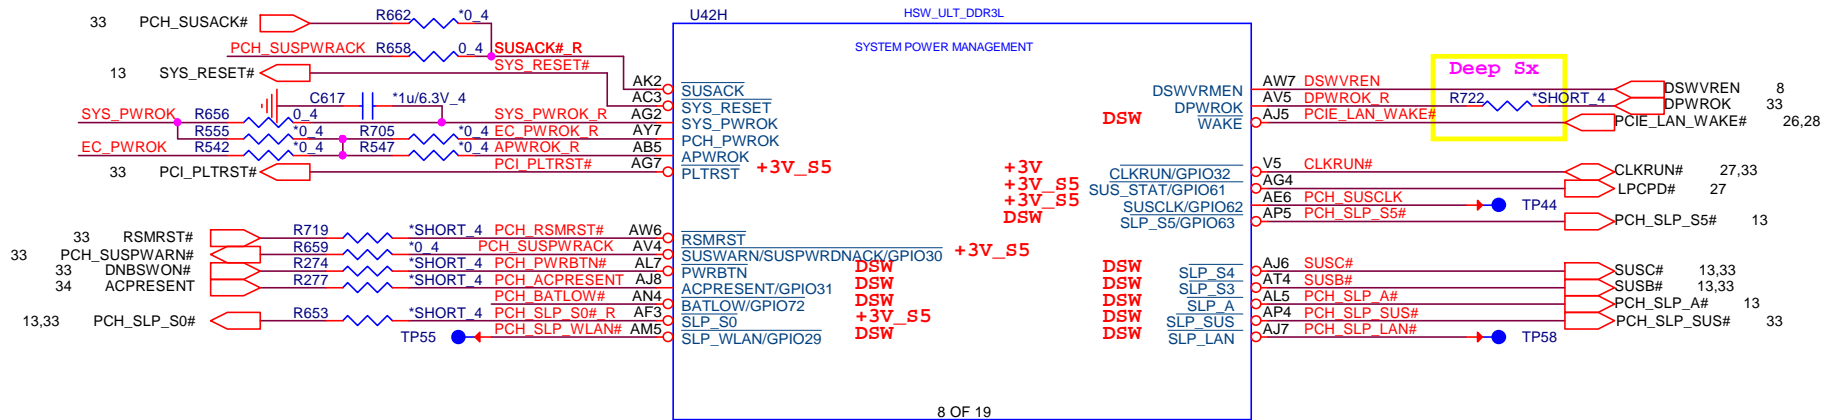 U42H HSW_ULT_DDR3L
33 PCH_SUSACK# R662 *0_4
SYSTEM POWER MANAGEMENT
PCH_SUSPWRACK R658 0_4 SUSACK#_R
SYS_RESET#
13 SYS_RESET#
AK2 SUSACK
AC3 SYS_RESET
C617 *1u/6.3V_4
SYS_PWROK R656 0_4 SYS_PWROK_R AG2 SYS_PWROK
R555 *0_4 R705 *0_4 EC_PWROK_R AY7 PCH_PWROK
EC_PWROK R542 *0_4 R547 *0_4 APWROK_R AB5 APWROK
33 PCI_PLTRST# PCI_PLTRST# AG7 PLTRST +3V_S5
33 RSMRST# R719 *SHORT_4 PCH_RSMRST# AW6 RSMRST
33 PCH_SUSPWARN# R659 *0_4 PCH_SUSPWRACK AV4 SUSWARN/SUSPWRDNACK/GPIO30 +3V_S5
33 DNBSWON# R274 *SHORT_4 PCH_PWRBTN# AL7 PWRBTN DSW
34 ACPRESENT R277 *SHORT_4 PCH_ACPRESENT AJ8 ACPRESENT/GPIO31 DSW
PCH_BATLOW# AN4 BATLOW/GPIO72 DSW
13,33 PCH_SLP_S0# R653 *SHORT_4 PCH_SLP_S0#_R AF3 SLP_S0 +3V_S5
TP55 PCH_SLP_WLAN# AM5 SLP_WLAN/GPIO29 DSW
Deep Sx
DSWVRMEN AW7 DSWVREN DSWVREN 8
DPWROK AV5 DPWROK_R R722 *SHORT_4 DPWROK 33
DSW WAKE AJ5 PCIE_LAN_WAKE# PCIE_LAN_WAKE# 26,28
+3V CLKRUN/GPIO32 V5 CLKRUN# CLKRUN# 27,33
+3V_S5 SUS_STAT/GPIO61 AG4 LPCPD# 27
+3V_S5 SUSCLK/GPIO62 AE6 PCH_SUSCLK TP44
DSW SLP_S5/GPIO63 AP5 PCH_SLP_S5# PCH_SLP_S5# 13
DSW SLP_S4 AJ6 SUSC# SUSC# 13,33
DSW SLP_S3 AT4 SUSB# SUSB# 13,33
DSW SLP_A AL5 PCH_SLP_A# PCH_SLP_A# 13
DSW SLP_SUS AP4 PCH_SLP_SUS# PCH_SLP_SUS# 33
DSW SLP_LAN AJ7 PCH_SLP_LAN# TP58
8 OF 19